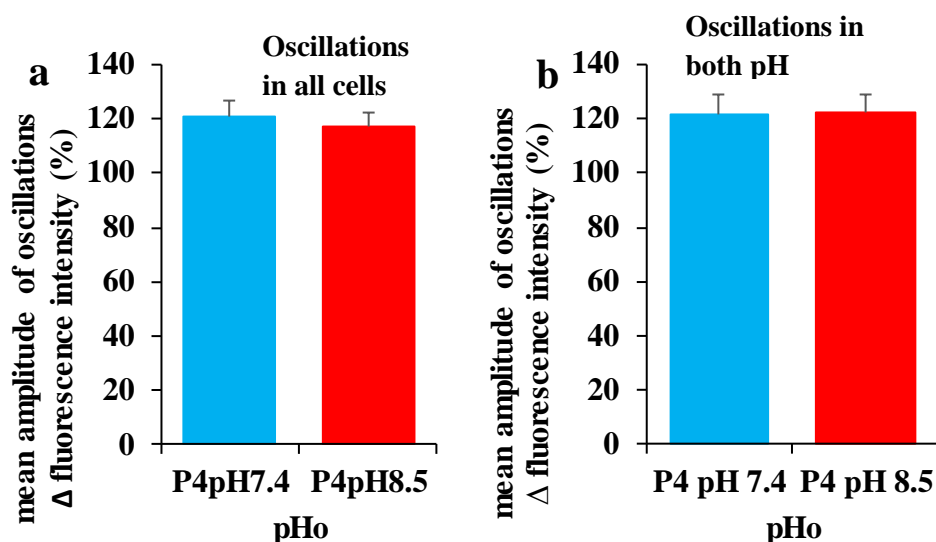 a
Oscillations
in all cells
mean amplitude of oscillations
Δ fluorescence intensity (%)
140
120
100
80
60
40
20
0
P4pH7.4 P4pH8.5
pHo
b
Oscillations in
both pH
mean amplitude of oscillations
Δ fluorescence intensity (%)
140
120
100
80
60
40
20
0
P4 pH 7.4 P4 pH 8.5
pHo